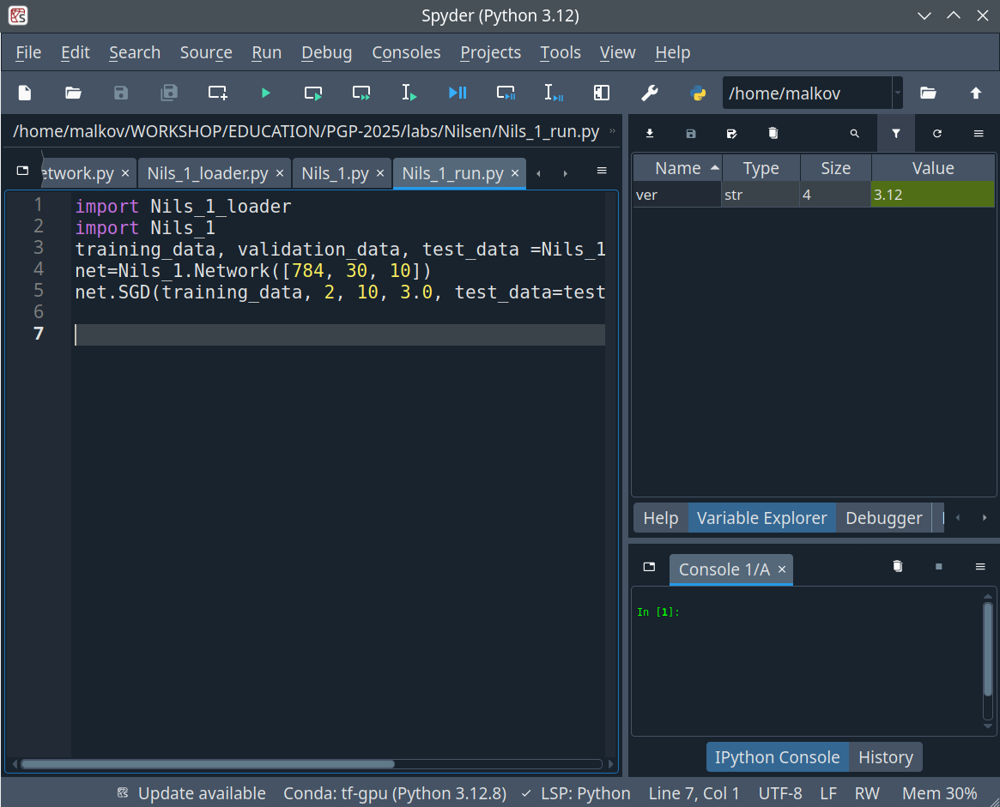 Spyder (Python 3.12)
File Edit Search Source Run Debug Consoles Projects Tools View Help
/home/malkov
/home/malkov/WORKSHOP/EDUCATION/PGP-2025/labs/Nilsen/Nils_1_run.py
etwork.py Nils_1_loader.py Nils_1.py Nils_1_run.py
1 import Nils_1_loader
2 import Nils_1
3 training_data, validation_data, test_data =Nils_1
4 net=Nils_1.Network([784, 30, 10])
5 net.SGD(training_data, 2, 10, 3.0, test_data=test
6
7
Name Type Size Value
ver str 4 3.12
Help Variable Explorer Debugger
Console 1/A
In [1]:
IPython Console History
Update available Conda: tf-gpu (Python 3.12.8) LSP: Python Line 7, Col 1 UTF-8 LF RW Mem 30%